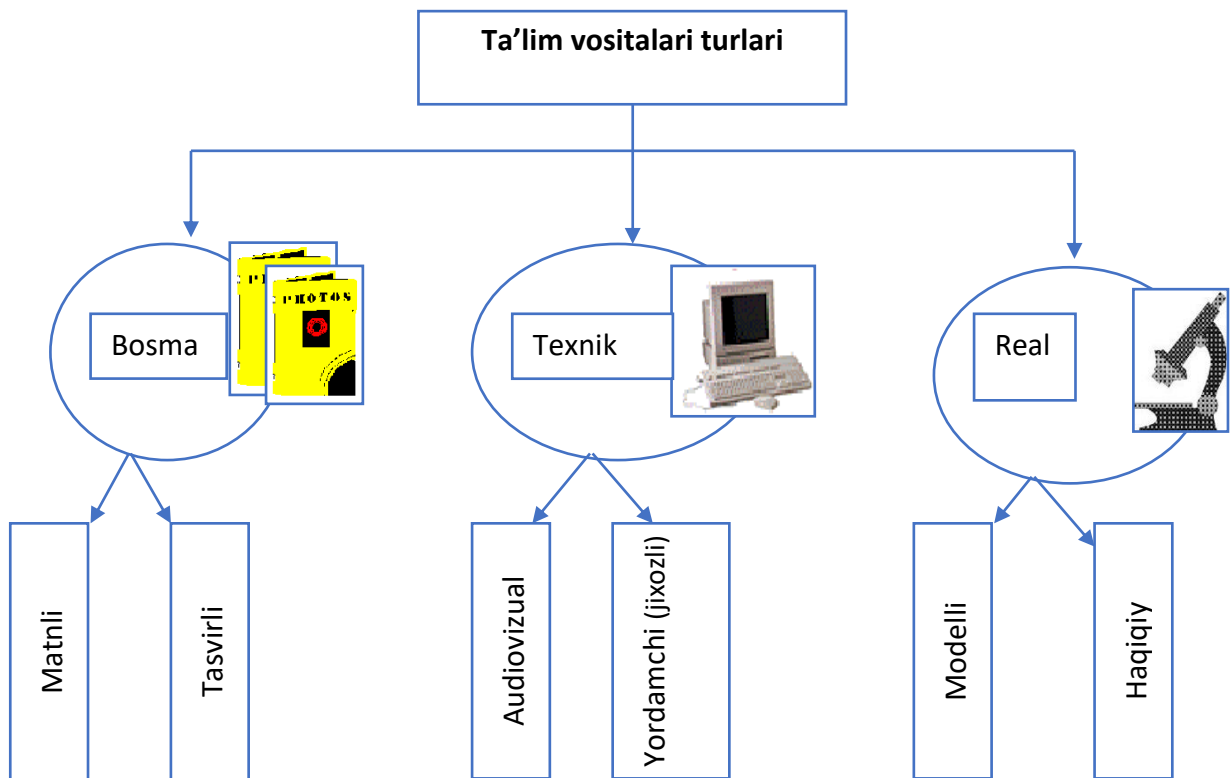 Ta’lim vositalari turlari
PHOTOS
Bosma
Texnik
Real
Matnli
Tasvirli
Audiovizual
Yordamchi (jixozli)
Modelli
Haqiqiy